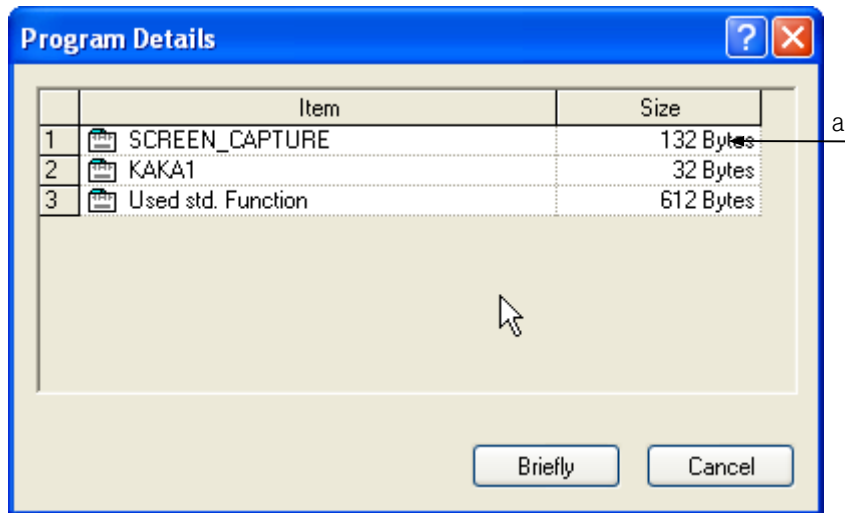 Program Details
Item Size
1 SCREEN_CAPTURE 132 Bytes
a
2 KAKA1 32 Bytes
3 Used std. Function 612 Bytes
Briefly Cancel